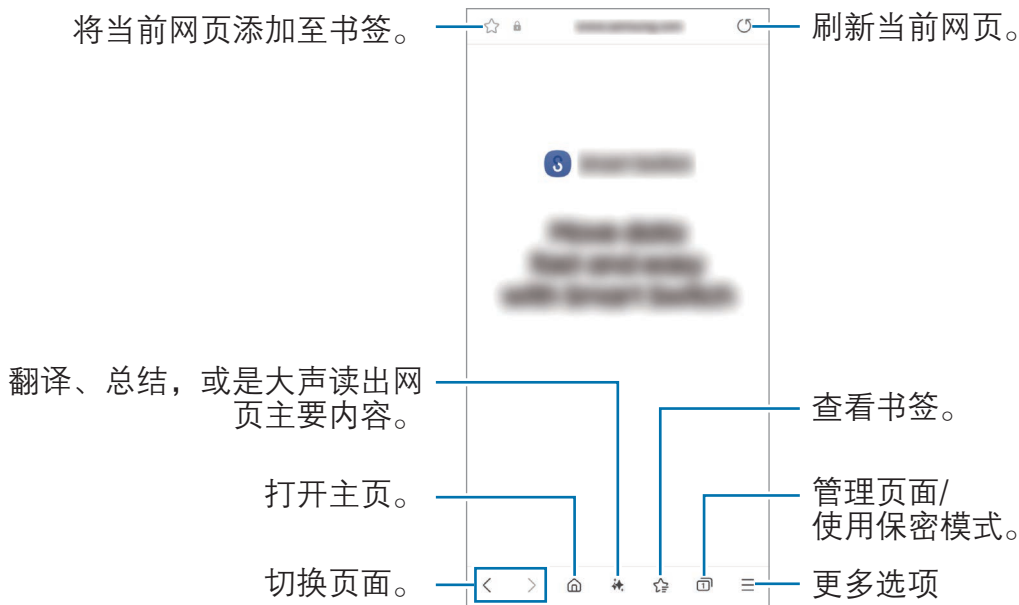 将当前网页添加至书签。
刷新当前网页。
翻译、总结，或是大声读出网
页主要内容。
查看书签。
打开主页。
管理页面/
使用保密模式。
切换页面。
1
更多选项